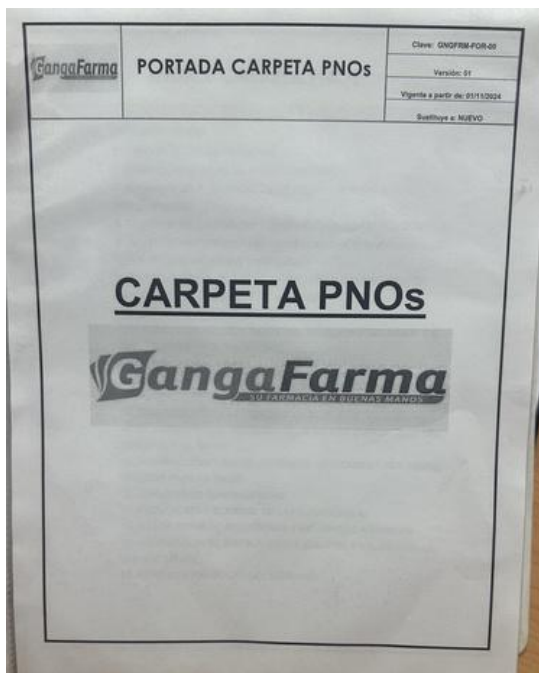 GangaFarma
PORTADA CARPETA PNOs
Clave: GNGFRM-FOR-00
Versión: 01
Vigente a partir de: 01/11/2024
Sustituye a: NUEVO
CARPETA PNOs
GangaFarma
SU FARMACIA EN BUENAS MANOS